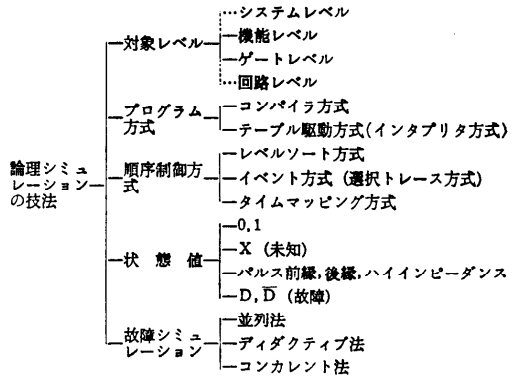 …システムレベル
対象レベル
機能レベル
ゲートレベル
…回路レベル
プログラム
方式
コンパイラ方式
テーブル駆動方式(インタプリタ方式)
論理シミュ
レーション
の技法
順序制御方
式
レベルソート方式
イベント方式 (選択トレース方式)
タイムマッピング方式
状態値
0,1
X (未知)
パルス前縁,後縁,ハイインピーダンス
D,D̅ (故障)
故障シミュ
レーション
並列法
ディダクティブ法
コンカレント法